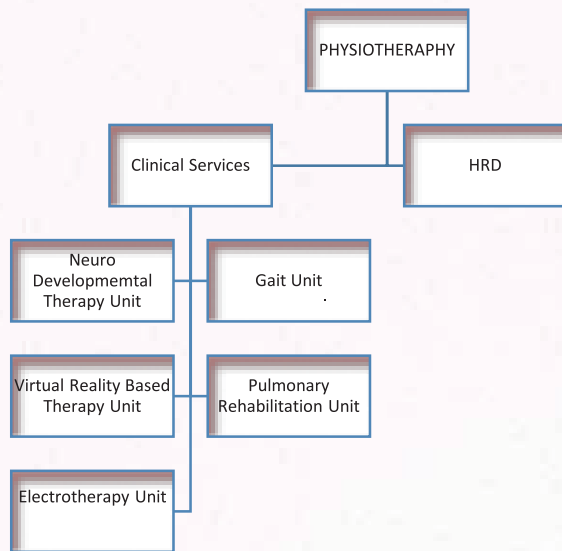 PHYSIOTHERAPHY
Clinical Services
HRD
Neuro
Developmemtal
Therapy Unit
Gait Unit
.
Virtual Reality Based
Therapy Unit
Pulmonary
Rehabilitation Unit
Electrotherapy Unit